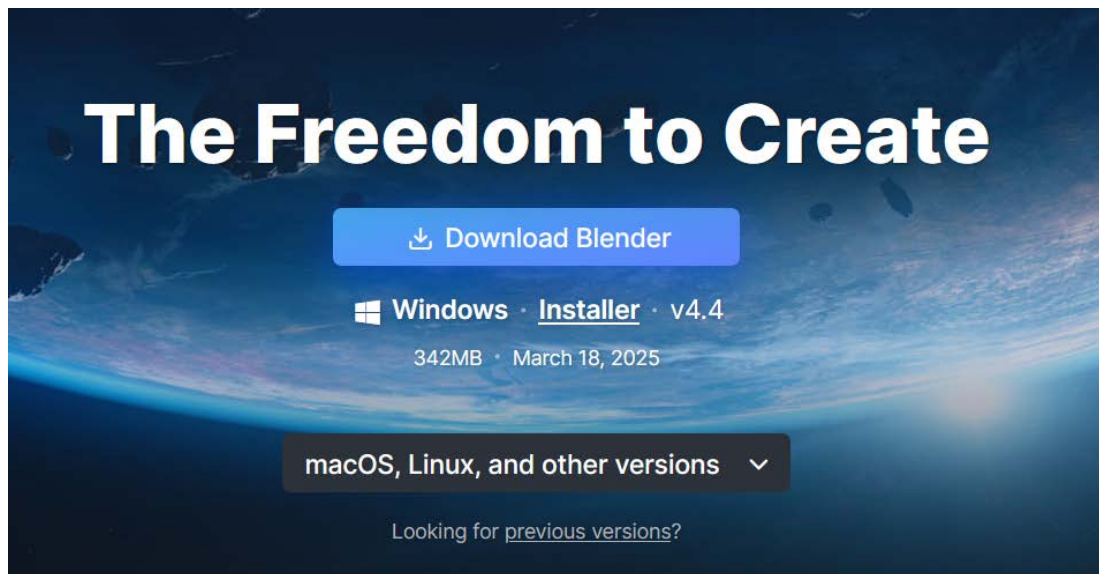 The Freedom to Create
Download Blender
Windows · Installer · v4.4
342MB · March 18, 2025
macOS, Linux, and other versions
Looking for previous versions?